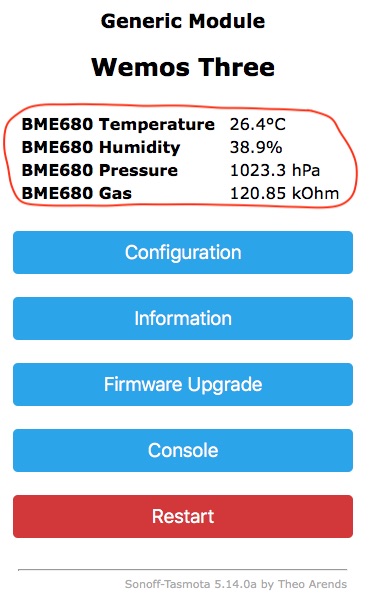 Generic Module
Wemos Three
BME680 Temperature 26.4°C
BME680 Humidity 38.9%
BME680 Pressure 1023.3 hPa
BME680 Gas 120.85 kOhm
Configuration
Information
Firmware Upgrade
Console
Restart
Sonoff-Tasmota 5.14.0a by Theo Arends